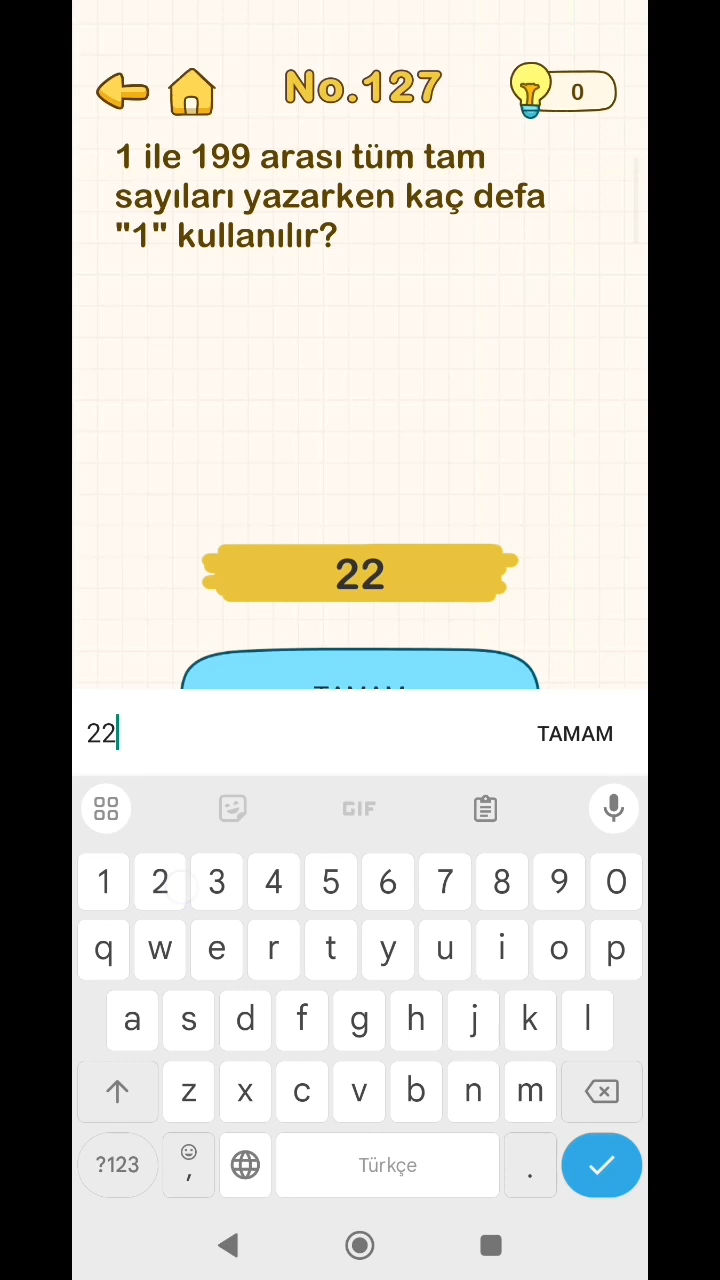 No.127
0
1 ile 199 arası tüm tam
sayıları yazarken kaç defa
"1" kullanılır?
22
TAMAM
22 TAMAM
GIF
1 2 3 4 5 6 7 8 9 0
q w e r t y u i o p
a s d f g h j k l
z x c v b n m
?123 , Türkçe .